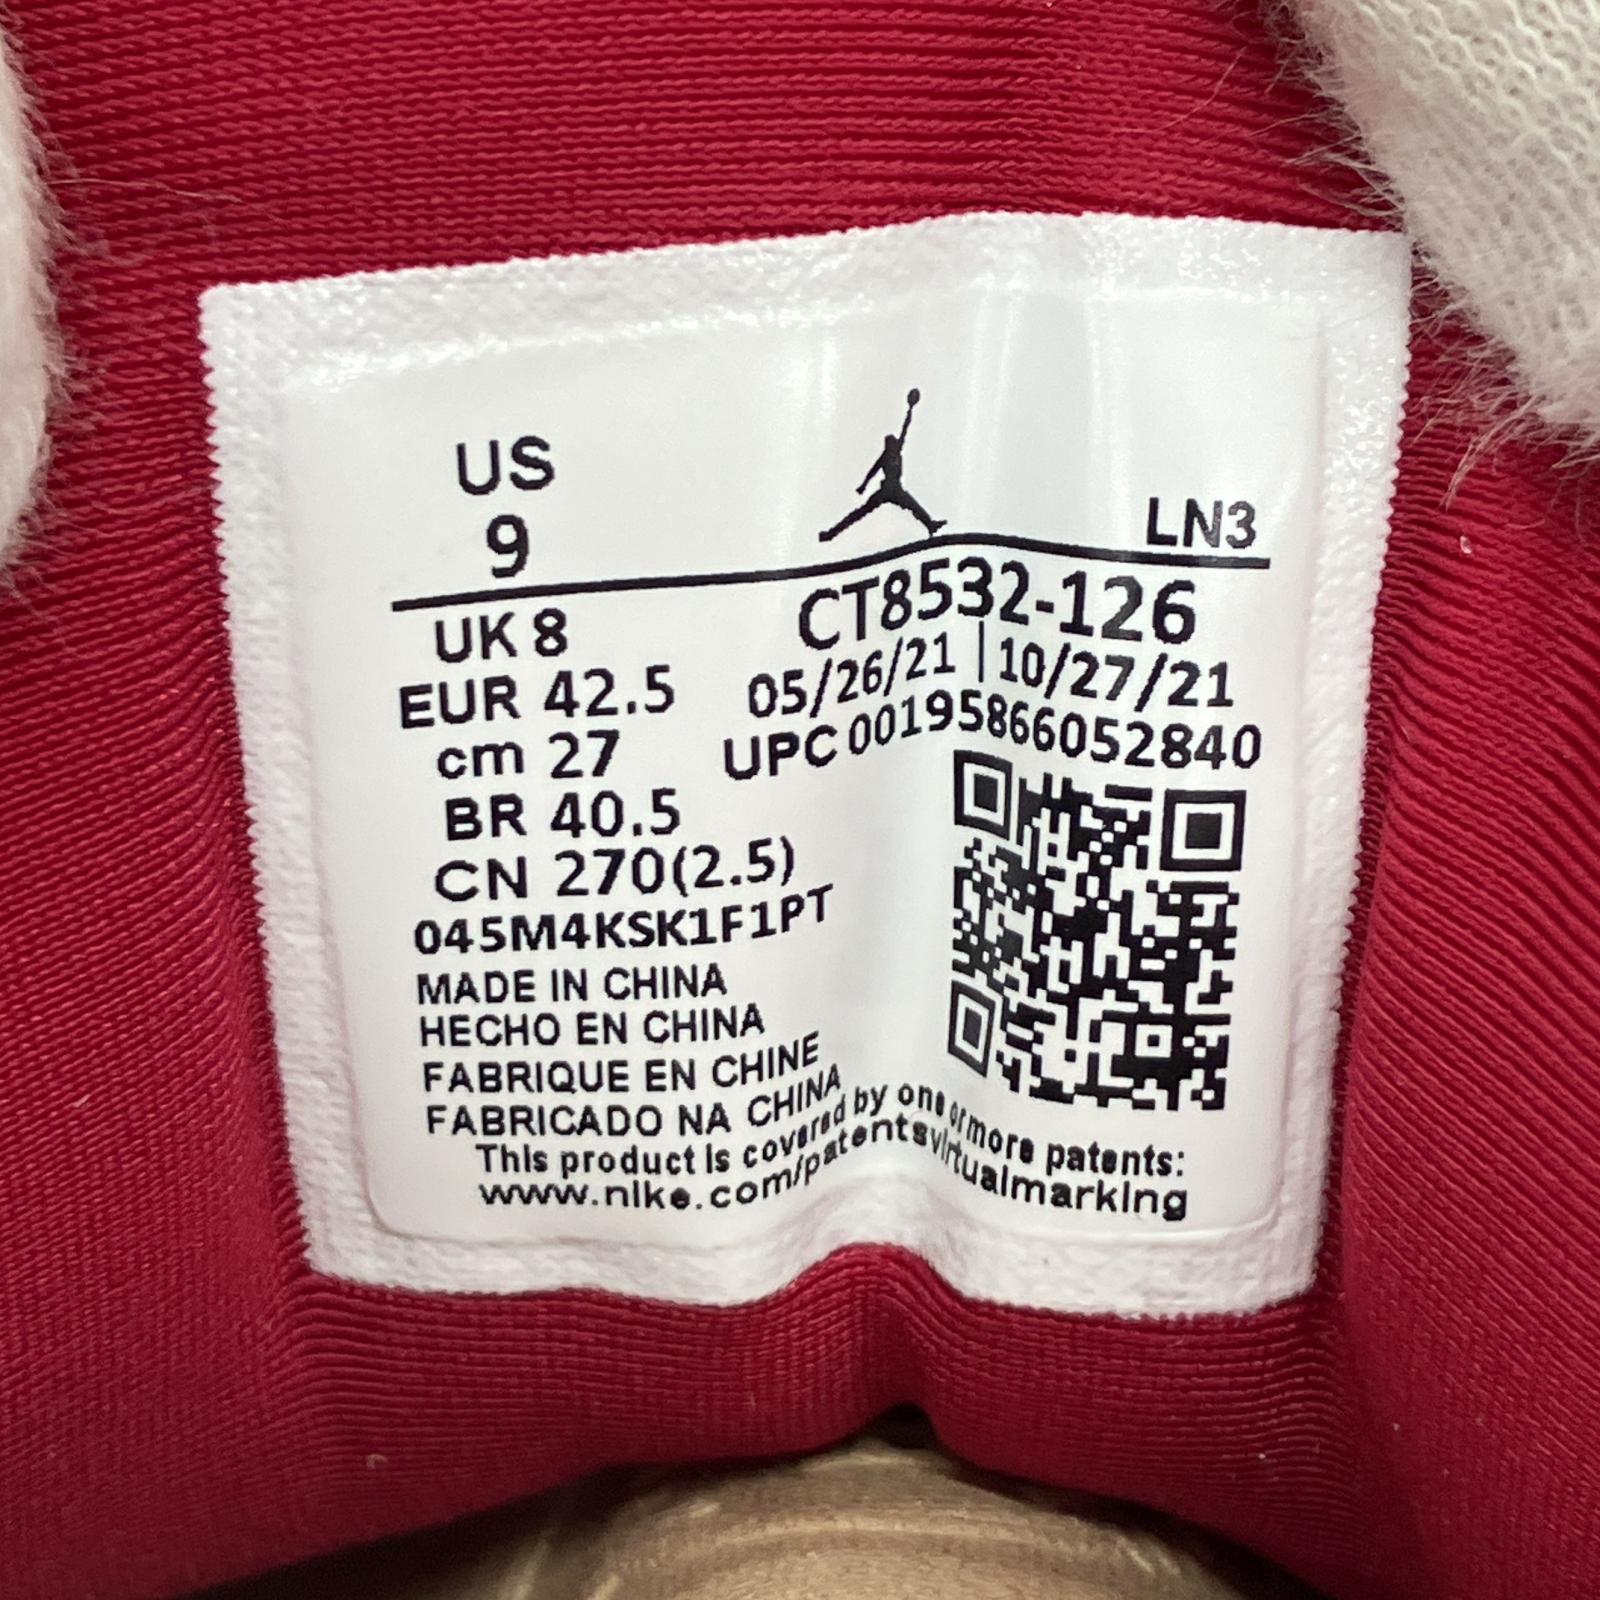 US
9
LN3
UK 8
EUR 42.5
cm 27
BR 40.5
CN 270(2.5)
045M4KSK1F1PT
CT8532-126
05/26/21 | 10/27/21
UPC 00195866052840
MADE IN CHINA
HECHO EN CHINA
FABRIQUE EN CHINE
FABRICADO NA CHINA
This product is covered by one or more patents:
www.nike.com/patentsvirtualmarking